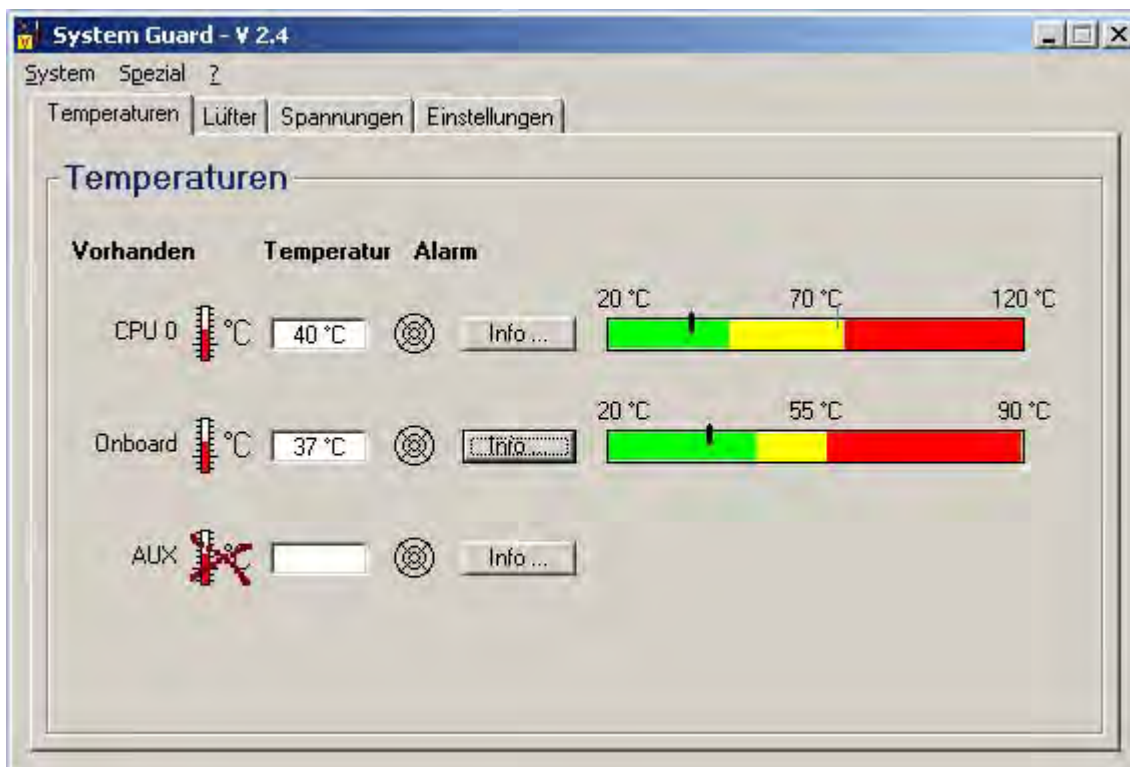 System Guard - V 2.4
System Spezial ?
Temperaturen Lüfter Spannungen Einstellungen
Temperaturen
Vorhanden Temperatur Alarm
20 °C 70 °C 120 °C
CPU 0 °C 40 °C Info ...
20 °C 55 °C 90 °C
Onboard °C 37 °C Info ...
AUX °C Info ...